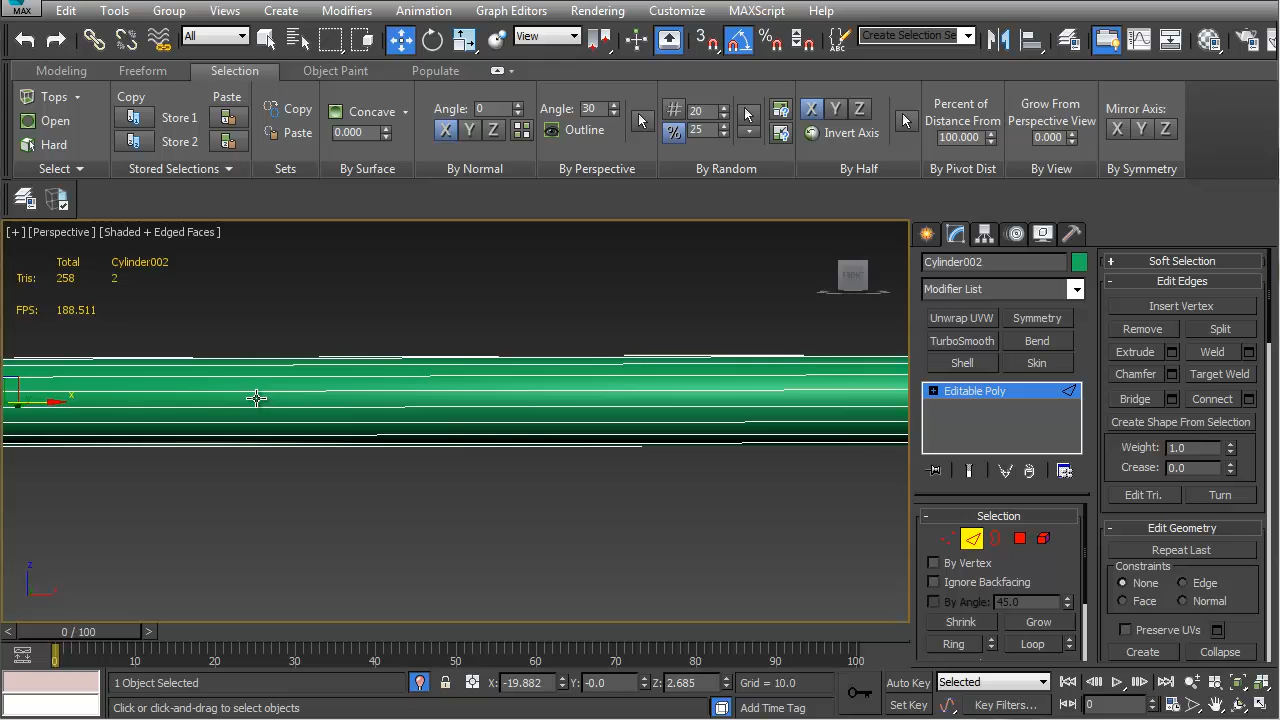 MAX Edit Tools Group Views Create Modifiers Animation Graph Editors Rendering Customize MAXScript Help
All View 3 Create Selection Se
Modeling Freeform Selection Object Paint Populate
Tops Copy Paste Copy Concave Angle: 0 Angle: 30 20 X Y Z Percent of Grow From Mirror Axis:
Open Store 1 Paste 0.000 X Y Z Outline % 25 Invert Axis Distance From Perspective View X Y Z
Hard Store 2 100.000 0.000
Select Stored Selections Sets By Surface By Normal By Perspective By Random By Half By Pivot Dist By View By Symmetry
[+] [Perspective ] [Shaded + Edged Faces ]
Total Cylinder002
Tris: 258 2
FPS: 188.511
x
z
Cylinder002
Modifier List
Unwrap UVW Symmetry
TurboSmooth Bend
Shell Skin
Editable Poly
Selection
By Vertex
Ignore Backfacing
By Angle: 45.0
Shrink Grow
Ring Loop
Soft Selection
Edit Edges
Insert Vertex
Remove Split
Extrude Weld
Chamfer Target Weld
Bridge Connect
Create Shape From Selection
Weight: 1.0
Crease: 0.0
Edit Tri. Turn
Edit Geometry
Repeat Last
Constraints
None Edge
Face Normal
Preserve UVs
Create Collapse
< 0 / 100 >
0 10 20 30 40 50 60 70 80 90 100
1 Object Selected X: -19.882 Y: -0.0 Z: 2.685 Grid = 10.0 Auto Key Selected
Click or click-and-drag to select objects Add Time Tag Set Key Key Filters... 0